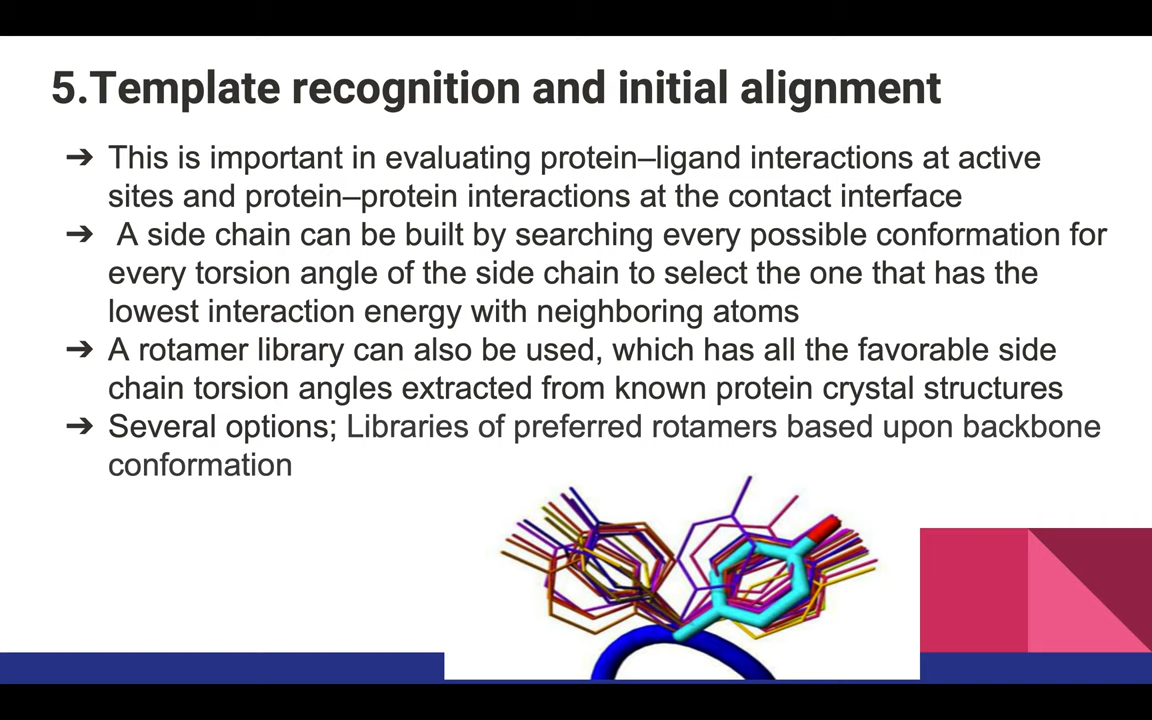 5.Template recognition and initial alignment
➔ This is important in evaluating protein–ligand interactions at active
sites and protein–protein interactions at the contact interface
➔ A side chain can be built by searching every possible conformation for
every torsion angle of the side chain to select the one that has the
lowest interaction energy with neighboring atoms
➔ A rotamer library can also be used, which has all the favorable side
chain torsion angles extracted from known protein crystal structures
➔ Several options; Libraries of preferred rotamers based upon backbone
conformation